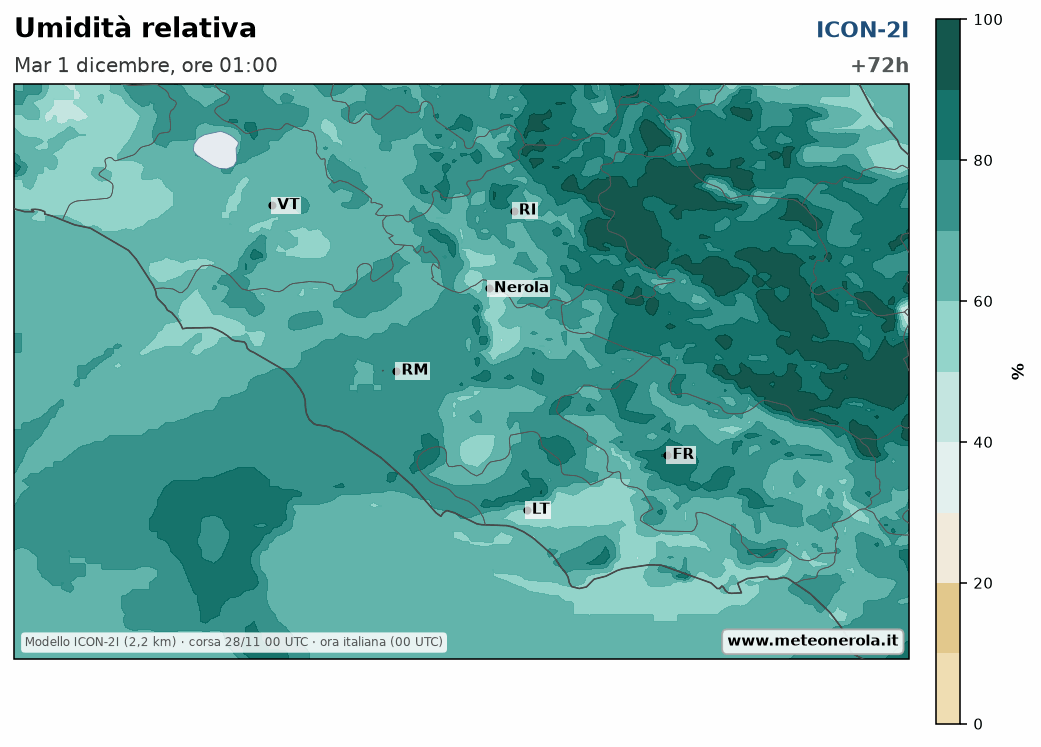 Umidità relativa
ICON-2I
Mar 1 dicembre, ore 01:00
+72h
VT
RI
Nerola
RM
FR
LT
Modello ICON-2I (2,2 km) · corsa 28/11 00 UTC · ora italiana (00 UTC)
www.meteonerola.it
100
80
60
40
20
0
%